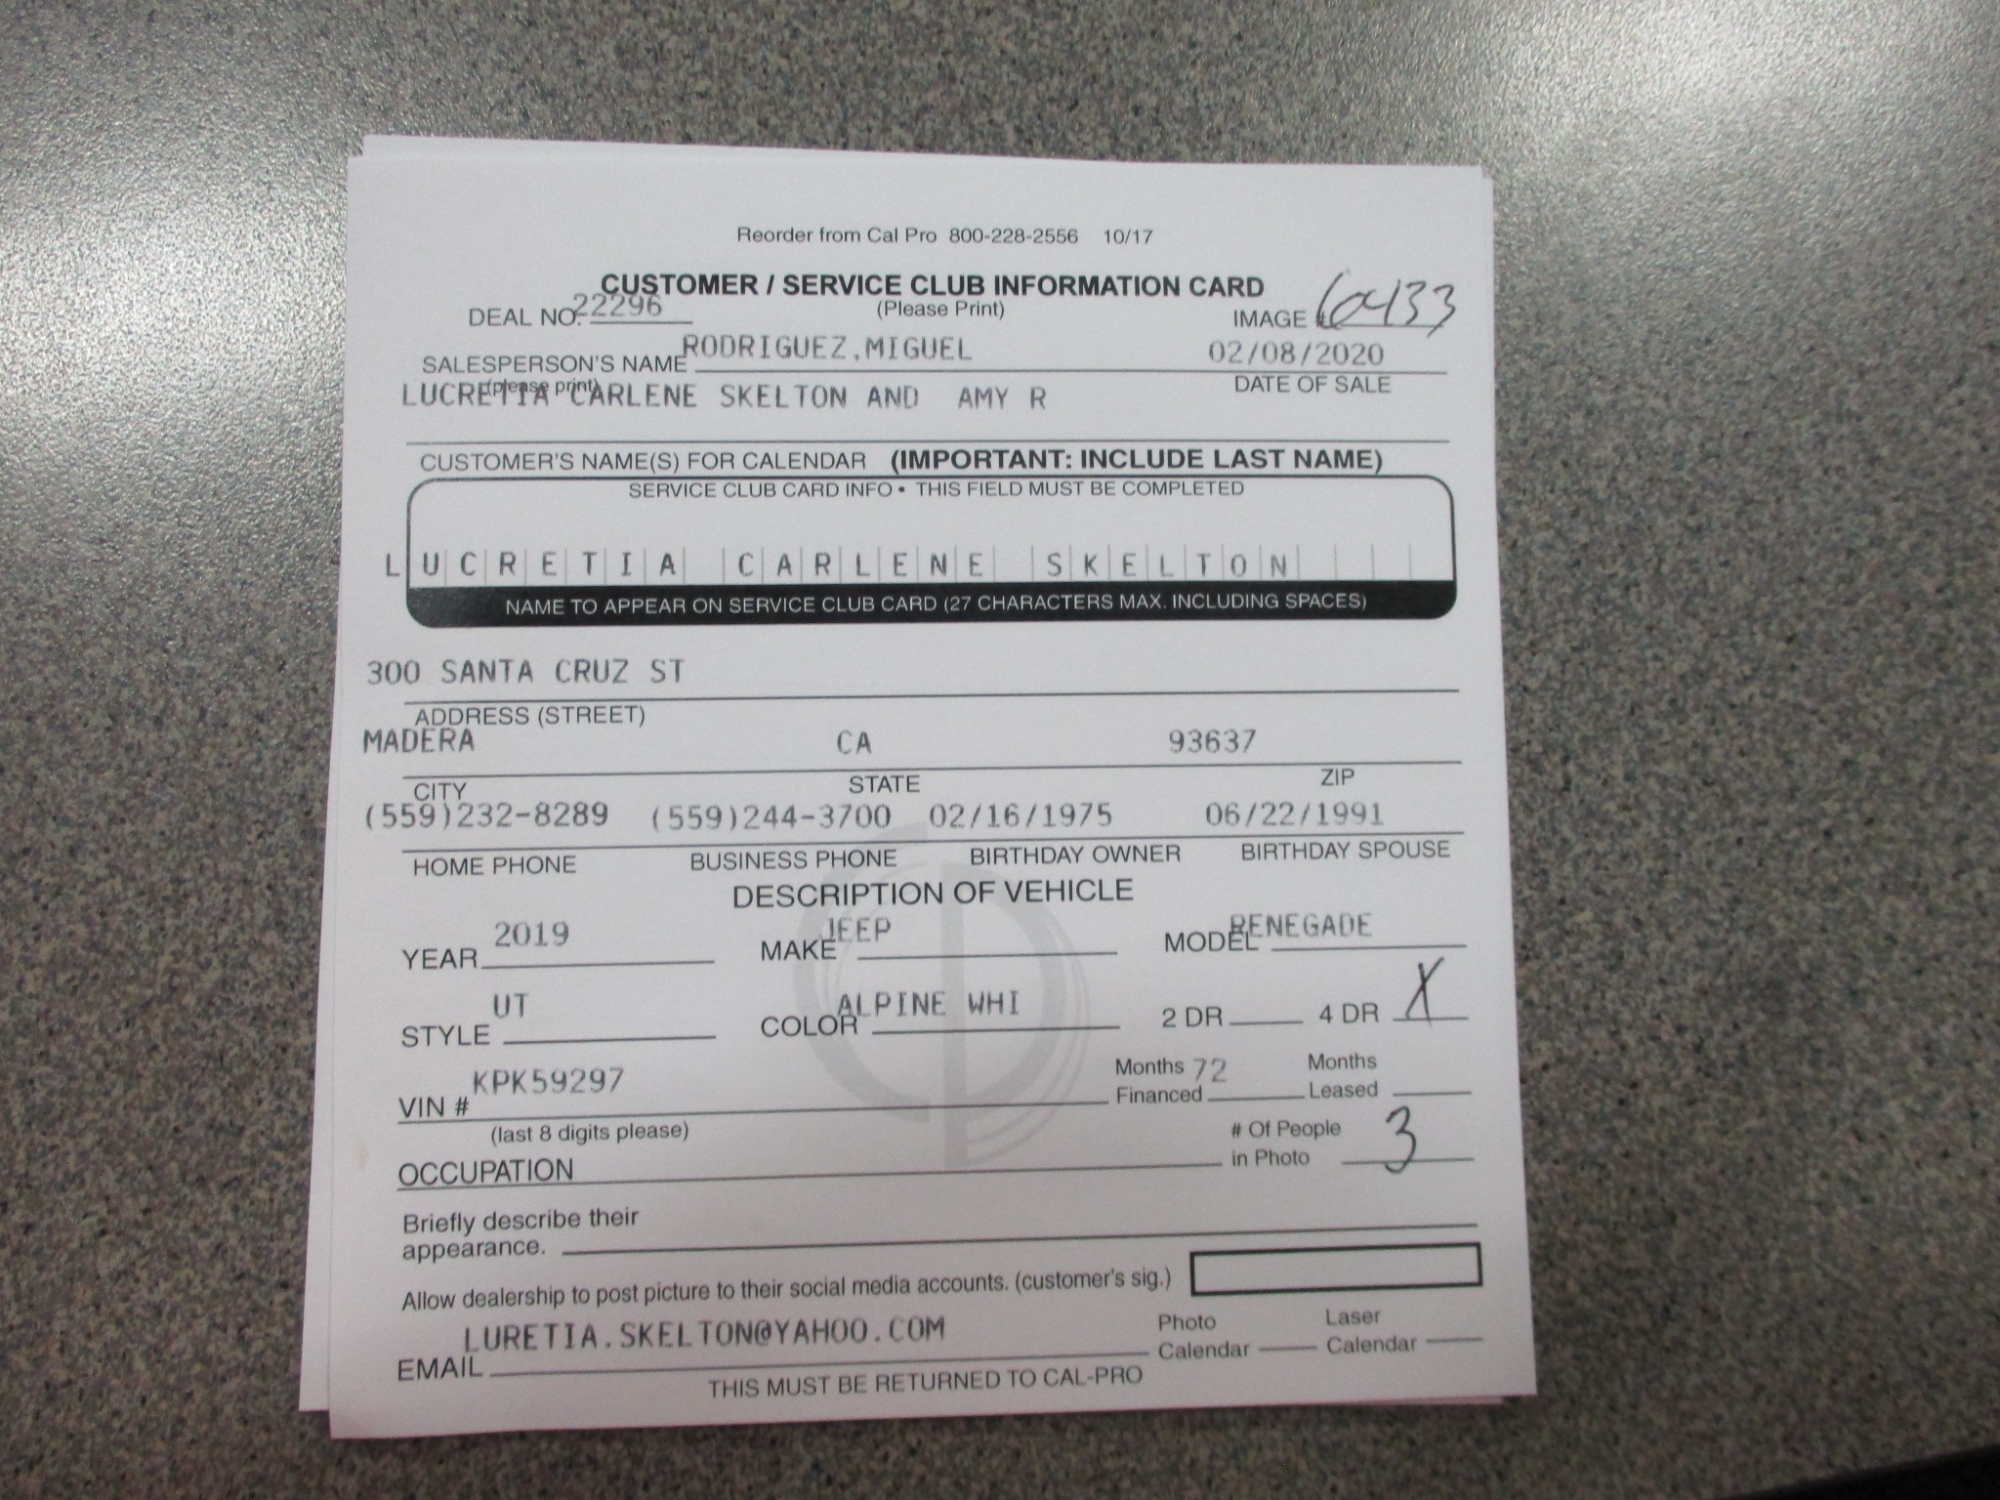 Reorder from Cal Pro 800-228-2556 10/17
CUSTOMER / SERVICE CLUB INFORMATION CARD
DEAL NO. 22296 (Please Print) IMAGE #
SALESPERSON'S NAME RODRIGUEZ,MIGUEL 02/08/2020
(please print) DATE OF SALE
LUCRETIA CARLENE SKELTON AND AMY R
CUSTOMER'S NAME(S) FOR CALENDAR (IMPORTANT: INCLUDE LAST NAME)
SERVICE CLUB CARD INFO • THIS FIELD MUST BE COMPLETED
LUCRETIA CARLENE SKELTON
NAME TO APPEAR ON SERVICE CLUB CARD (27 CHARACTERS MAX. INCLUDING SPACES)
300 SANTA CRUZ ST
ADDRESS (STREET)
MADERA CA 93637
CITY STATE ZIP
(559)232-8289 (559)244-3700 02/16/1975 06/22/1991
HOME PHONE BUSINESS PHONE BIRTHDAY OWNER BIRTHDAY SPOUSE
DESCRIPTION OF VEHICLE
YEAR 2019 MAKE JEEP MODEL RENEGADE
STYLE UT COLOR ALPINE WHI 2 DR 4 DR X
VIN # KPK59297 Months Financed 72 Months Leased
(last 8 digits please)
OCCUPATION # Of People in Photo 3
Briefly describe their
appearance.
Allow dealership to post picture to their social media accounts. (customer's sig.)
EMAIL LURETIA.SKELTON@YAHOO.COM Photo Calendar Laser Calendar
THIS MUST BE RETURNED TO CAL-PRO